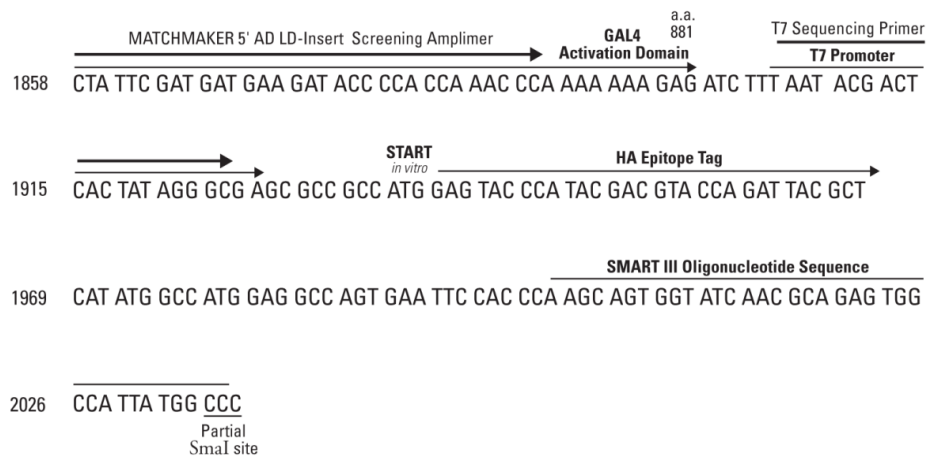 a.a.
MATCHMAKER 5' AD LD-Insert Screening Amplimer GAL4 881 T7 Sequencing Primer
Activation Domain T7 Promoter
1858 CTA TTC GAT GAT GAA GAT ACC CCA CCA AAC CCA AAA AAA GAG ATC TTT AAT ACG ACT
START HA Epitope Tag
in vitro
1915 CAC TAT AGG GCG AGC GCC GCC ATG GAG TAC CCA TAC GAC GTA CCA GAT TAC GCT
SMART III Oligonucleotide Sequence
1969 CAT ATG GCC ATG GAG GCC AGT GAA TTC CAC CCA AGC AGT GGT ATC AAC GCA GAG TGG
2026 CCA TTA TGG CCC
Partial
SmaI site